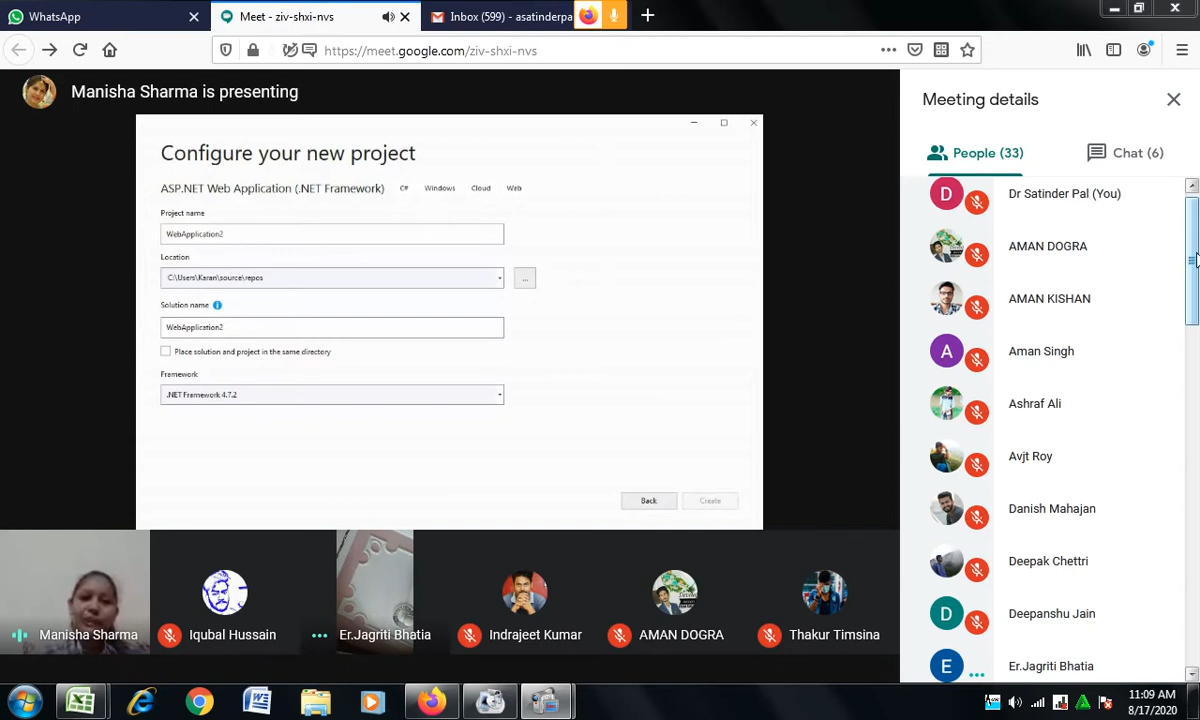 WhatsApp
Meet - ziv-shxi-nvs
Inbox (599) - asatinderpa
https://meet.google.com/ziv-shxi-nvs
Manisha Sharma is presenting
Configure your new project
ASP.NET Web Application (.NET Framework) C# Windows Cloud Web
Project name
WebApplication2
Location
C:\Users\Karan\source\repos
...
Solution name
WebApplication2
Place solution and project in the same directory
Framework
.NET Framework 4.7.2
Back
Create
Manisha Sharma
Iqubal Hussain
Er.Jagriti Bhatia
Indrajeet Kumar
AMAN DOGRA
Thakur Timsina
Meeting details
People (33)
Chat (6)
D
Dr Satinder Pal (You)
AMAN DOGRA
AMAN KISHAN
A
Aman Singh
Ashraf Ali
Avjt Roy
Danish Mahajan
Deepak Chettri
D
Deepanshu Jain
E
Er.Jagriti Bhatia
11:09 AM
8/17/2020